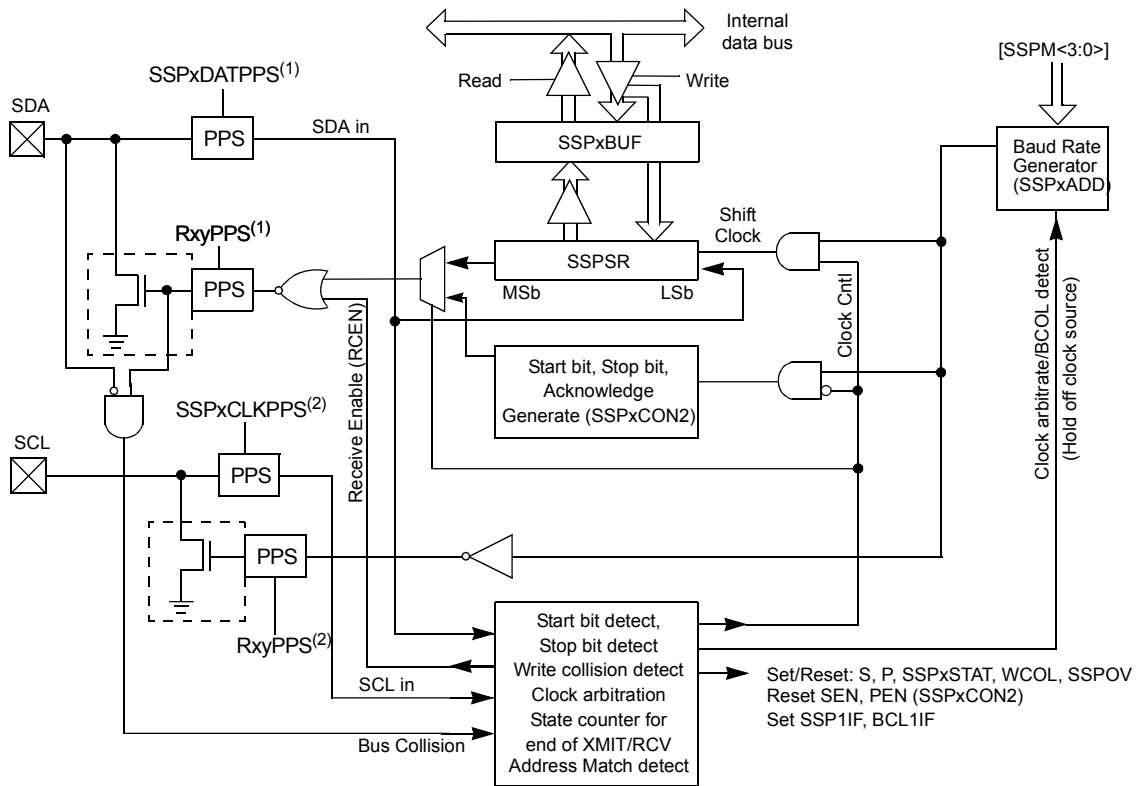 Internal
data bus
[SSPM<3:0>]
Read
Write
SSPxDATPPS(1)
SDA
PPS
SDA in
SSPxBUF
Baud Rate
Generator
(SSPxADD)
Shift
Clock
RxyPPS(1)
PPS
SSPSR
MSb
LSb
Clock Cntl
Receive Enable (RCEN)
Clock arbitrate/BCOL detect
(Hold off clock source)
Start bit, Stop bit,
Acknowledge
Generate (SSPxCON2)
SSPxCLKPPS(2)
SCL
PPS
PPS
RxyPPS(2)
SCL in
Bus Collision
Start bit detect,
Stop bit detect
Write collision detect
Clock arbitration
State counter for
end of XMIT/RCV
Address Match detect
Set/Reset: S, P, SSPxSTAT, WCOL, SSPOV
Reset SEN, PEN (SSPxCON2)
Set SSP1IF, BCL1IF